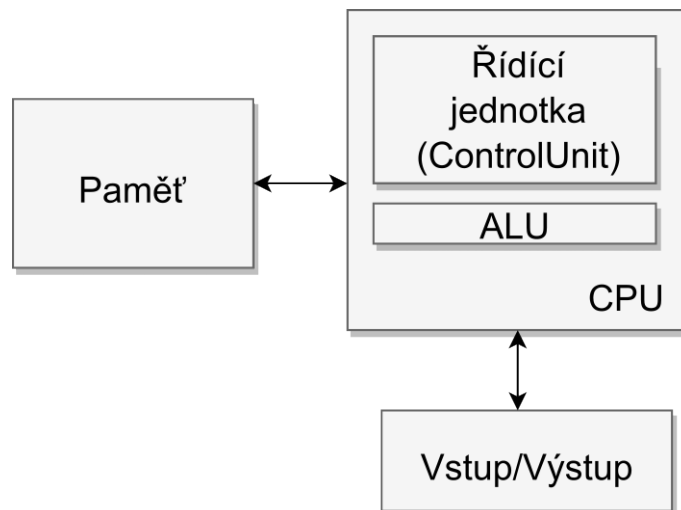 Řídící
jednotka
(ControlUnit)
Paměť
ALU
CPU
Vstup/Výstup